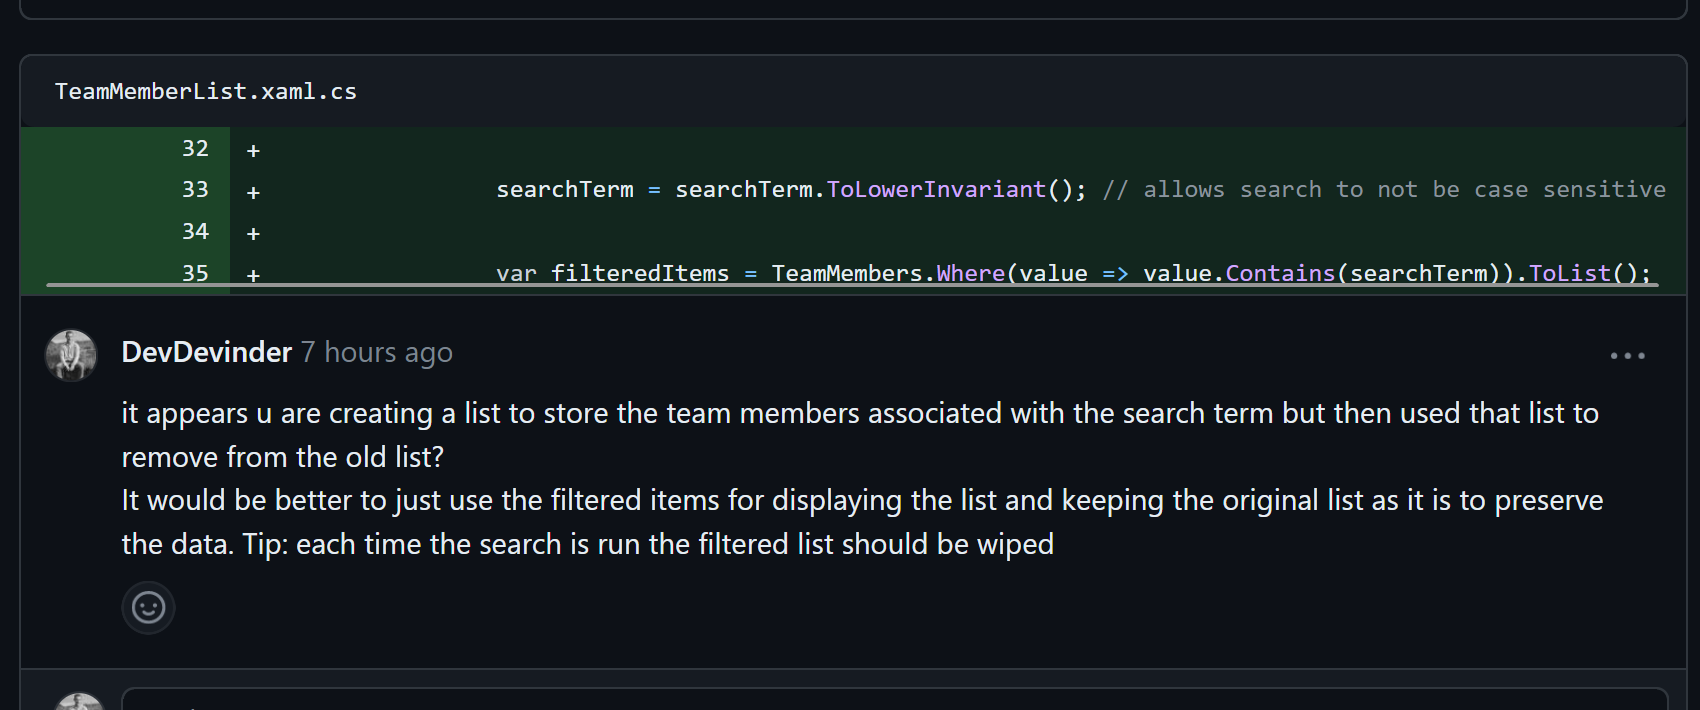 TeamMemberList.xaml.cs
32 +
33 + searchTerm = searchTerm.ToLowerInvariant(); // allows search to not be case sensitive
34 +
35 + var filteredItems = TeamMembers.Where(value => value.Contains(searchTerm)).ToList();
DevDevinder 7 hours ago
it appears u are creating a list to store the team members associated with the search term but then used that list to
remove from the old list?
It would be better to just use the filtered items for displaying the list and keeping the original list as it is to preserve
the data. Tip: each time the search is run the filtered list should be wiped